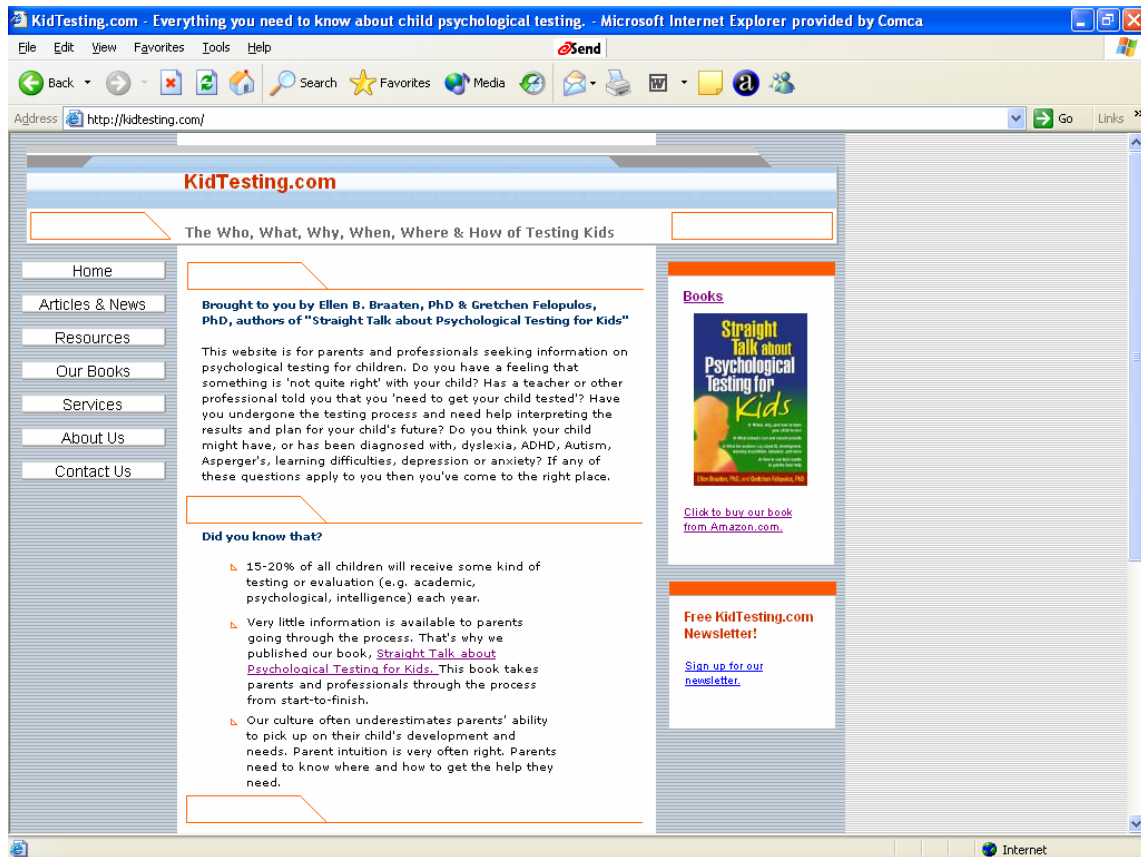 KidTesting.com - Everything you need to know about child psychological testing. - Microsoft Internet Explorer provided by Comca
File Edit View Favorites Tools Help
Send
Back
Search
Favorites
Media
Address
http://kidtesting.com/
Go
Links
KidTesting.com
The Who, What, Why, When, Where & How of Testing Kids
Home
Articles & News
Resources
Our Books
Services
About Us
Contact Us
Brought to you by Ellen B. Braaten, PhD & Gretchen Felopulos,
PhD, authors of "Straight Talk about Psychological Testing for Kids"
This website is for parents and professionals seeking information on
psychological testing for children. Do you have a feeling that
something is 'not quite right' with your child? Has a teacher or other
professional told you that you 'need to get your child tested'? Have
you undergone the testing process and need help interpreting the
results and plan for your child's future? Do you think your child
might have, or has been diagnosed with, dyslexia, ADHD, Autism,
Asperger's, learning difficulties, depression or anxiety? If any of
these questions apply to you then you've come to the right place.
Did you know that?
15-20% of all children will receive some kind of
testing or evaluation (e.g. academic,
psychological, intelligence) each year.
Very little information is available to parents
going through the process. That's why we
published our book, Straight Talk about
Psychological Testing for Kids. This book takes
parents and professionals through the process
from start-to-finish.
Our culture often underestimates parents' ability
to pick up on their child's development and
needs. Parent intuition is very often right. Parents
need to know where and how to get the help they
need.
Books
Straight
Talk about
Psychological
Testing for
Kids
Ellen Braaten, PhD, and Gretchen Felopulos, PhD
Click to buy our book
from Amazon.com.
Free KidTesting.com
Newsletter!
Sign up for our
newsletter.
Internet